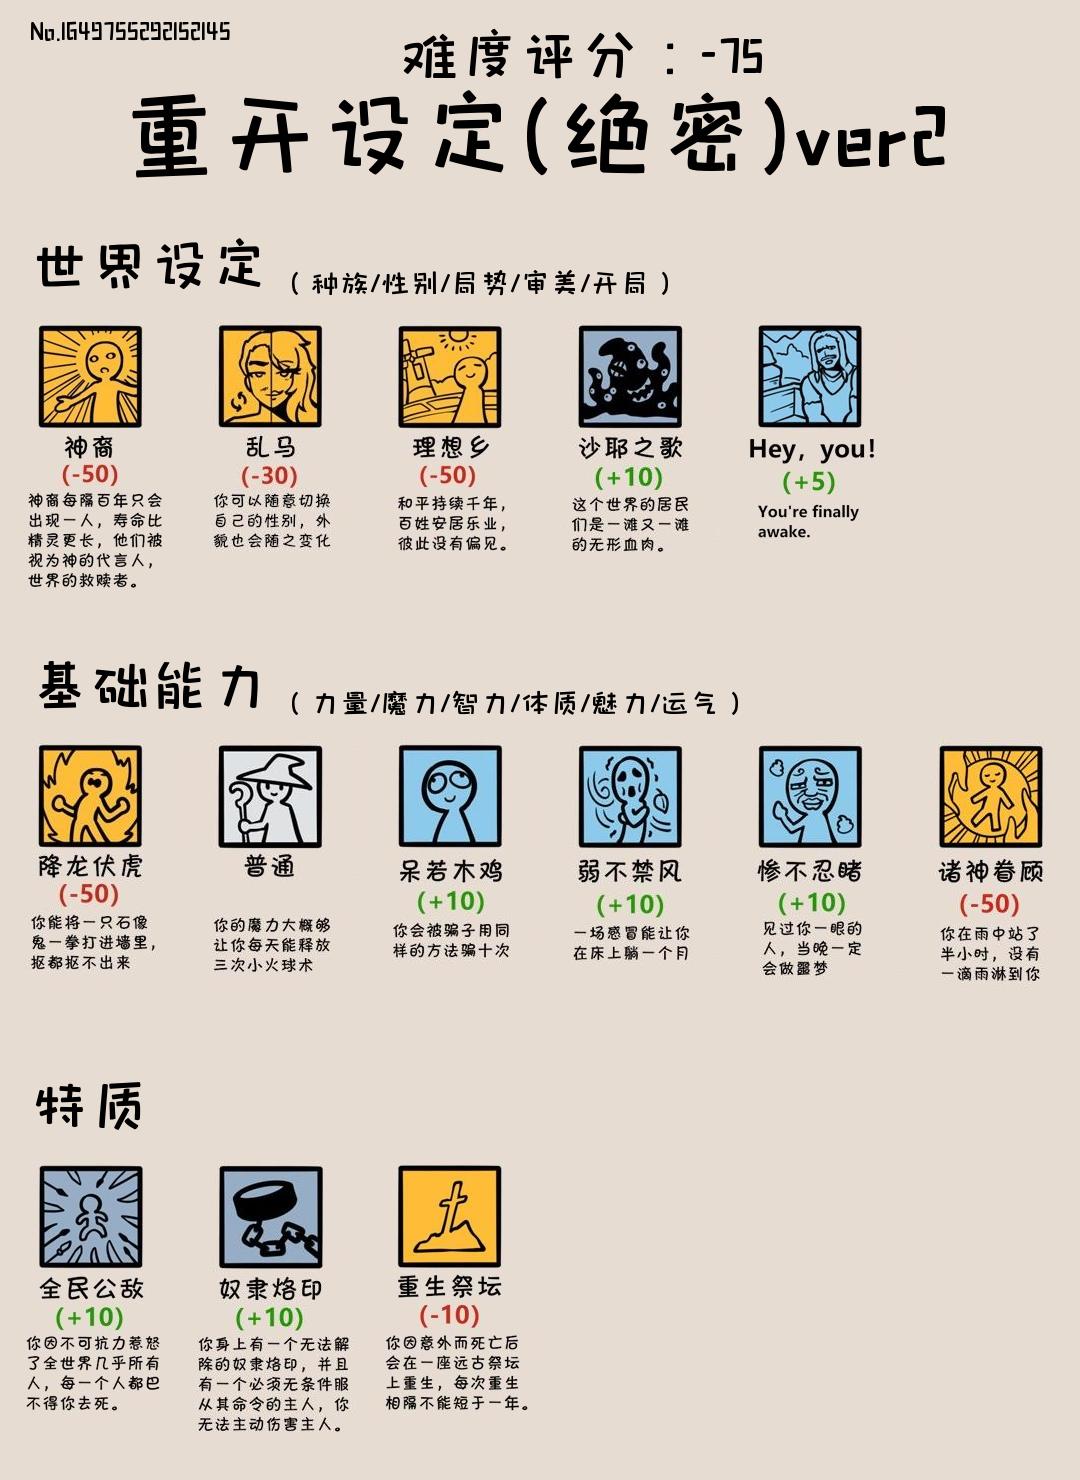 No.1649755292152145
难度评分：-75
重开设定(绝密)ver2
世界设定 （ 种族/性别/局势/审美/开局 ）
神裔 乱马 理想乡 沙耶之歌 Hey, you!
(-50) (-30) (-50) (+10) (+5)
神裔每隔百年只会
出现一人，寿命比
精灵更长，他们被
视为神的代言人，
世界的救赎者。
你可以随意切换
自己的性别，外
貌也会随之变化
和平持续千年，
百姓安居乐业，
彼此没有偏见。
这个世界的居民
们是一滩又一滩
的无形血肉。
You're finally
awake.
基础能力 （ 力量/魔力/智力/体质/魅力/运气 ）
降龙伏虎 普通 呆若木鸡 弱不禁风 惨不忍睹 诸神眷顾
(-50) (+10) (+10) (+10) (-50)
你能将一只石像
鬼一拳打进墙里，
抠都抠不出来
你的魔力大概够
让你每天能释放
三次小火球术
你会被骗子用同
样的方法骗十次
一场感冒能让你
在床上躺一个月
见过你一眼的
人，当晚一定
会做噩梦
你在雨中站了
半小时，没有
一滴雨淋到你
特质
全民公敌 奴隶烙印 重生祭坛
(+10) (+10) (-10)
你因不可抗力惹怒
了全世界几乎所有
人，每一个人都巴
不得你去死。
你身上有一个无法解
除的奴隶烙印，并且
有一个必须无条件服
从其命令的主人，你
无法主动伤害主人。
你因意外而死亡后
会在一座远古祭坛
上重生，每次重生
相隔不能短于一年。